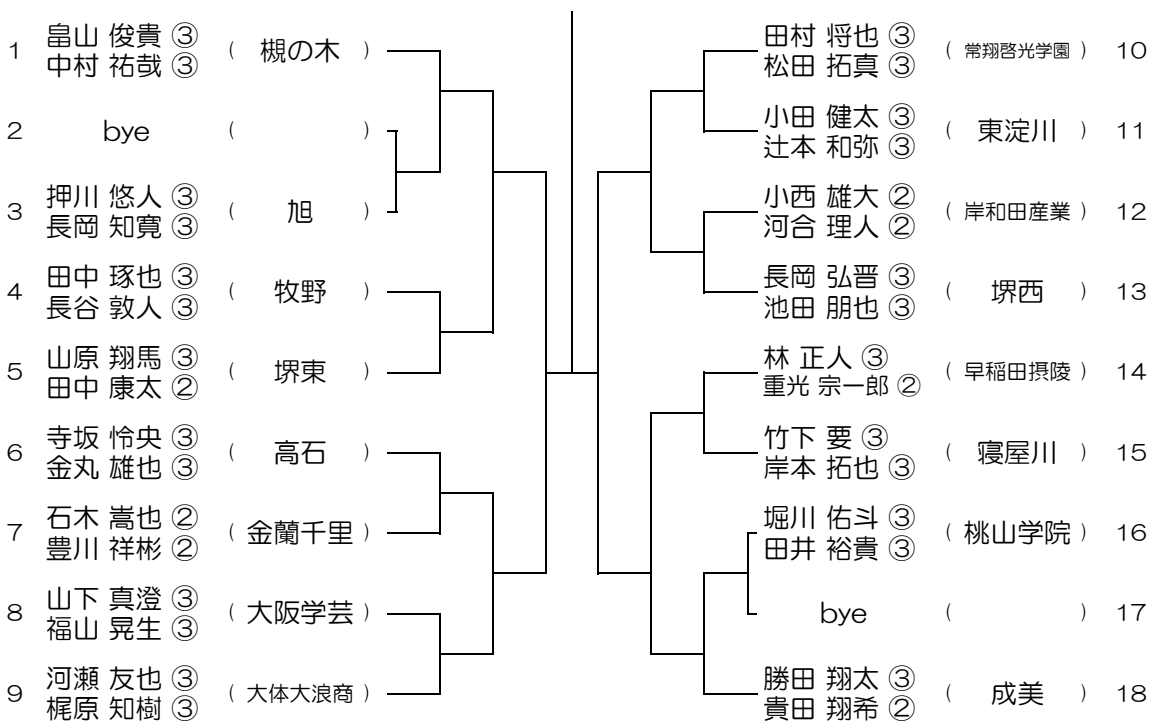 1 畠山 俊貴 ③ ( 槻の木 )
中村 祐哉 ③
2 bye ( )
3 押川 悠人 ③ ( 旭 )
長岡 知寛 ③
4 田中 琢也 ③ ( 牧野 )
長谷 敦人 ③
5 山原 翔馬 ③ ( 堺東 )
田中 康太 ②
6 寺坂 怜央 ③ ( 高石 )
金丸 雄也 ③
7 石木 嵩也 ② ( 金蘭千里 )
豊川 祥彬 ②
8 山下 真澄 ③ ( 大阪学芸 )
福山 晃生 ③
9 河瀬 友也 ③ ( 大体大浪商 )
梶原 知樹 ③
田村 将也 ③ ( 常翔啓光学園 ) 10
松田 拓真 ③
小田 健太 ③ ( 東淀川 ) 11
辻本 和弥 ③
小西 雄大 ② ( 岸和田産業 ) 12
河合 理人 ②
長岡 弘晋 ③ ( 堺西 ) 13
池田 朋也 ③
林 正人 ③ ( 早稲田摂陵 ) 14
重光 宗一郎 ②
竹下 要 ③ ( 寝屋川 ) 15
岸本 拓也 ③
堀川 佑斗 ③ ( 桃山学院 ) 16
田井 裕貴 ③
bye ( ) 17
勝田 翔太 ③ ( 成美 ) 18
貴田 翔希 ②